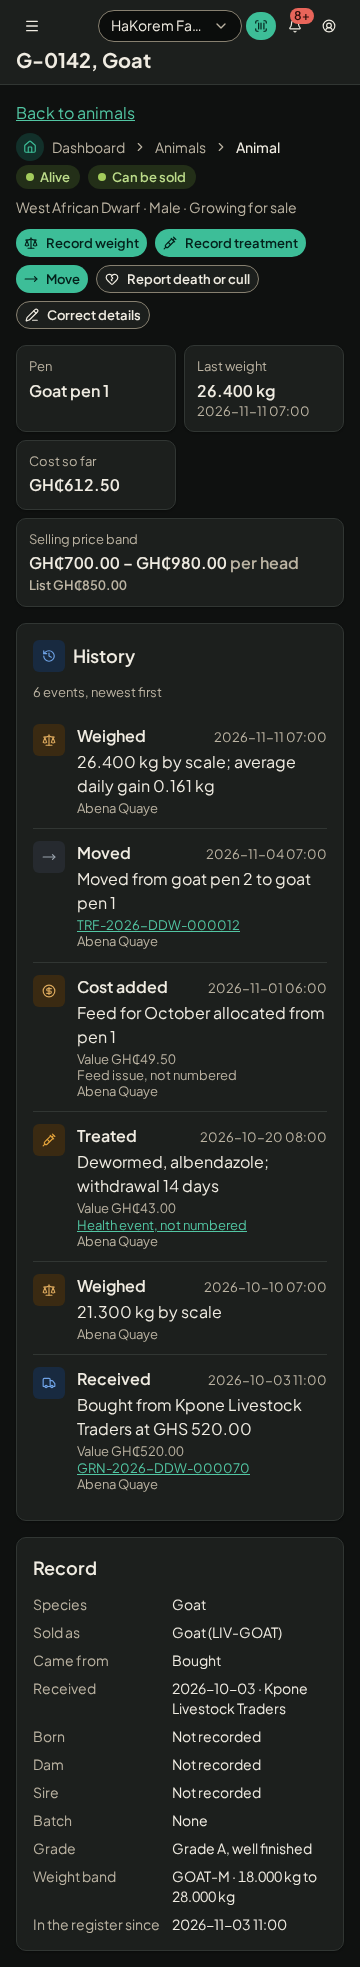 HaKorem Fa...
8+
G-0142, Goat
Back to animals
Dashboard > Animals > Animal
Alive
Can be sold
West African Dwarf · Male · Growing for sale
Record weight
Record treatment
Move
Report death or cull
Correct details
Pen
Goat pen 1
Last weight
26.400 kg
2026-11-11 07:00
Cost so far
GH₵612.50
Selling price band
GH₵700.00 – GH₵980.00 per head
List GH₵850.00
History
6 events, newest first
Weighed
2026-11-11 07:00
26.400 kg by scale; average
daily gain 0.161 kg
Abena Quaye
Moved
2026-11-04 07:00
Moved from goat pen 2 to goat
pen 1
TRF-2026-DDW-000012
Abena Quaye
Cost added
2026-11-01 06:00
Feed for October allocated from
pen 1
Value GH₵49.50
Feed issue, not numbered
Abena Quaye
Treated
2026-10-20 08:00
Dewormed, albendazole;
withdrawal 14 days
Value GH₵43.00
Health event, not numbered
Abena Quaye
Weighed
2026-10-10 07:00
21.300 kg by scale
Abena Quaye
Received
2026-10-03 11:00
Bought from Kpone Livestock
Traders at GHS 520.00
Value GH₵520.00
GRN-2026-DDW-000070
Abena Quaye
Record
Species
Goat
Sold as
Goat (LIV-GOAT)
Came from
Bought
Received
2026-10-03 · Kpone
Livestock Traders
Born
Not recorded
Dam
Not recorded
Sire
Not recorded
Batch
None
Grade
Grade A, well finished
Weight band
GOAT-M · 18.000 kg to
28.000 kg
In the register since
2026-11-03 11:00